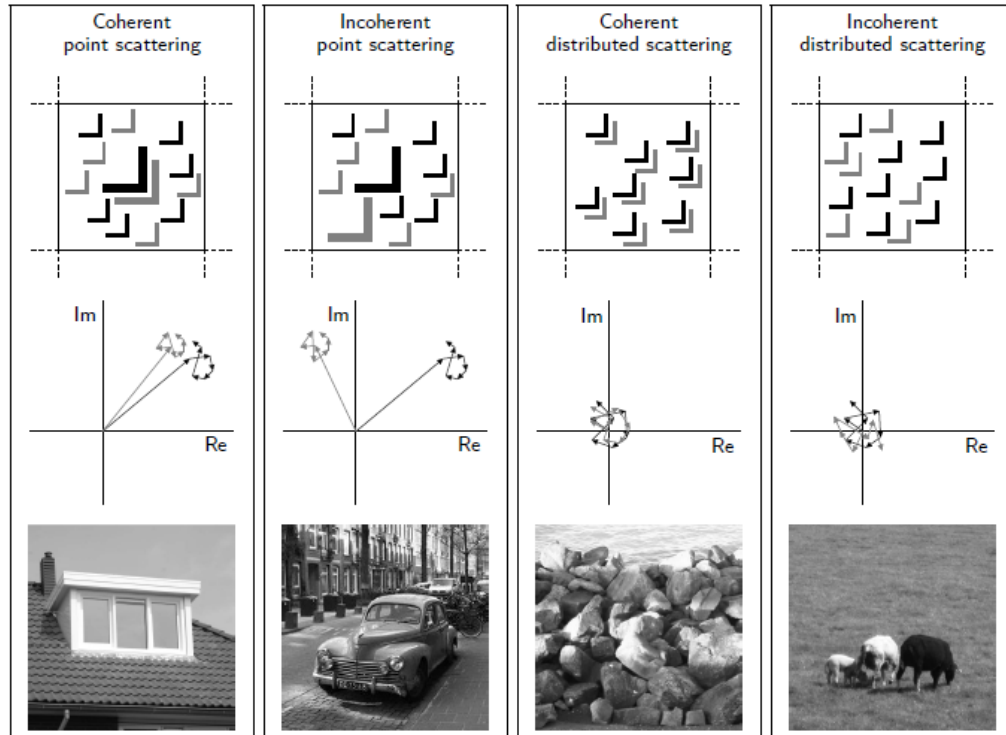 Coherent
point scattering
Incoherent
point scattering
Coherent
distributed scattering
Incoherent
distributed scattering
Im
Re
Im
Re
Im
Re
Im
Re